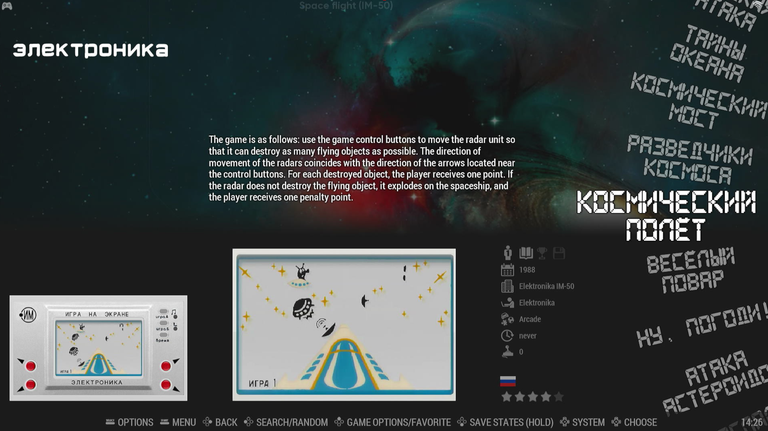 Space flight (IM-50)
электроника
АТАКА
ТАЙНЫ
ОКЕАНА
КОСМИЧЕСКИЙ
МОСТ
РАЗВЕДЧИКИ
КОСМОСА
КОСМИЧЕСКИЙ
ПОЛЁТ
ВЕСЁЛЫЙ
ПОВАР
НУ, ПОГОДИ!
АТАКА
АСТЕРОИДО
The game is as follows: use the game control buttons to move the radar unit so
that it can destroy as many flying objects as possible. The direction of
movement of the radars coincides with the direction of the arrows located near
the control buttons. For each destroyed object, the player receives one point. If
the radar does not destroy the flying object, it explodes on the spaceship, and
the player receives one penalty point.
ИМ
ИГРА НА ЭКРАНЕ
ЭЛЕКТРОНИКА
ИГРА 1
1988
Elektronika IM-50
Elektronika
Arcade
never
0
OPTIONS MENU BACK SEARCH/RANDOM GAME OPTIONS/FAVORITE SAVE STATES (HOLD) SYSTEM CHOOSE
14:26